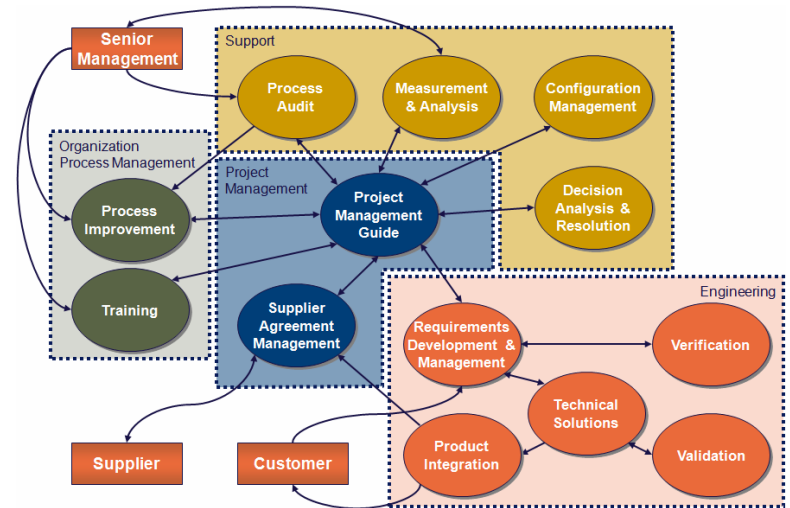 Senior
Management
Support
Process
Audit
Measurement
& Analysis
Configuration
Management
Organization
Process Management
Project
Management
Process
Improvement
Project
Management
Guide
Decision
Analysis &
Resolution
Training
Supplier
Agreement
Management
Engineering
Requirements
Development &
Management
Verification
Technical
Solutions
Supplier
Customer
Product
Integration
Validation